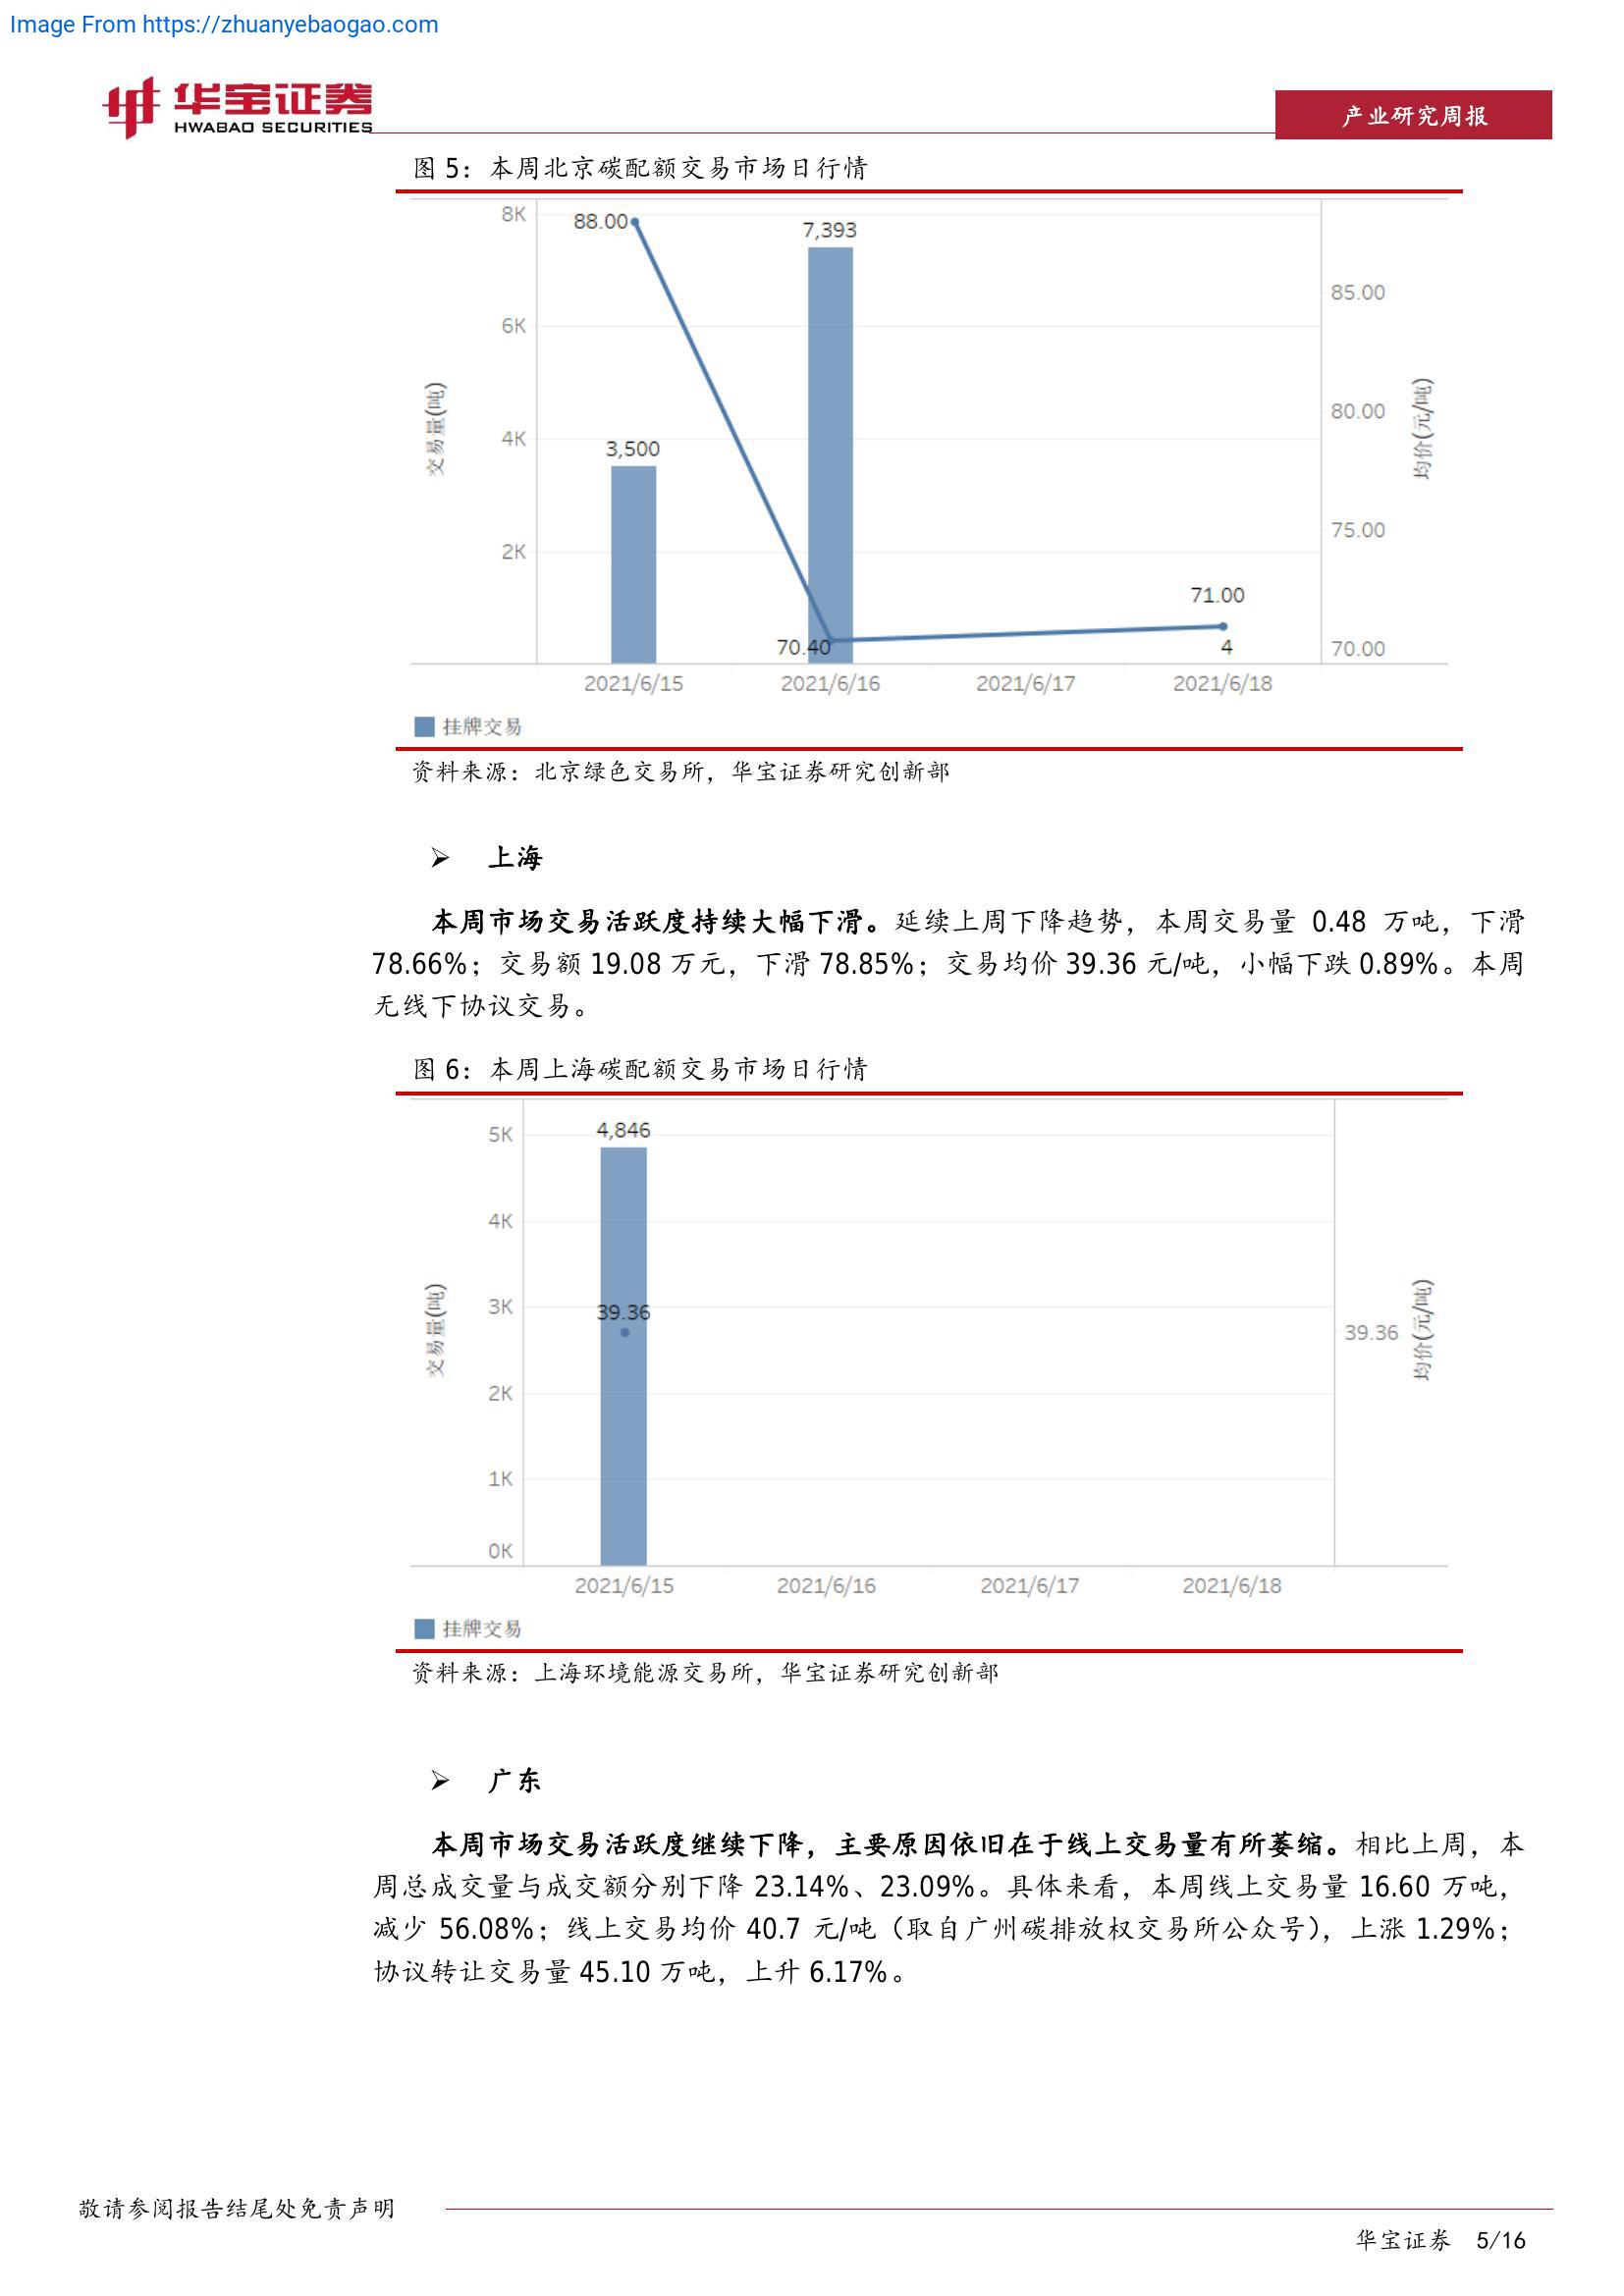 Image From https://zhuanyebaogao.com
华宝证券
HWABAO SECURITIES
产业研究周报
图 5：本周北京碳配额交易市场日行情
8K
88.00
7,393
85.00
6K
交易量(吨)
均价(元/吨)
80.00
4K
3,500
75.00
2K
71.00
70.40
4
70.00
2021/6/15 2021/6/16 2021/6/17 2021/6/18
挂牌交易
资料来源：北京绿色交易所，华宝证券研究创新部
➢ 上海
本周市场交易活跃度持续大幅下滑。延续上周下降趋势，本周交易量 0.48 万吨，下滑
78.66%；交易额 19.08 万元，下滑 78.85%；交易均价 39.36 元/吨，小幅下跌 0.89%。本周
无线下协议交易。
图 6：本周上海碳配额交易市场日行情
5K
4,846
4K
3K
39.36
交易量(吨)
39.36
均价(元/吨)
2K
1K
0K
2021/6/15 2021/6/16 2021/6/17 2021/6/18
挂牌交易
资料来源：上海环境能源交易所，华宝证券研究创新部
➢ 广东
本周市场交易活跃度继续下降，主要原因依旧在于线上交易量有所萎缩。相比上周，本
周总成交量与成交额分别下降 23.14%、23.09%。具体来看，本周线上交易量 16.60 万吨，
减少 56.08%；线上交易均价 40.7 元/吨（取自广州碳排放权交易所公众号），上涨 1.29%；
协议转让交易量 45.10 万吨，上升 6.17%。
敬请参阅报告结尾处免责声明
华宝证券 5/16